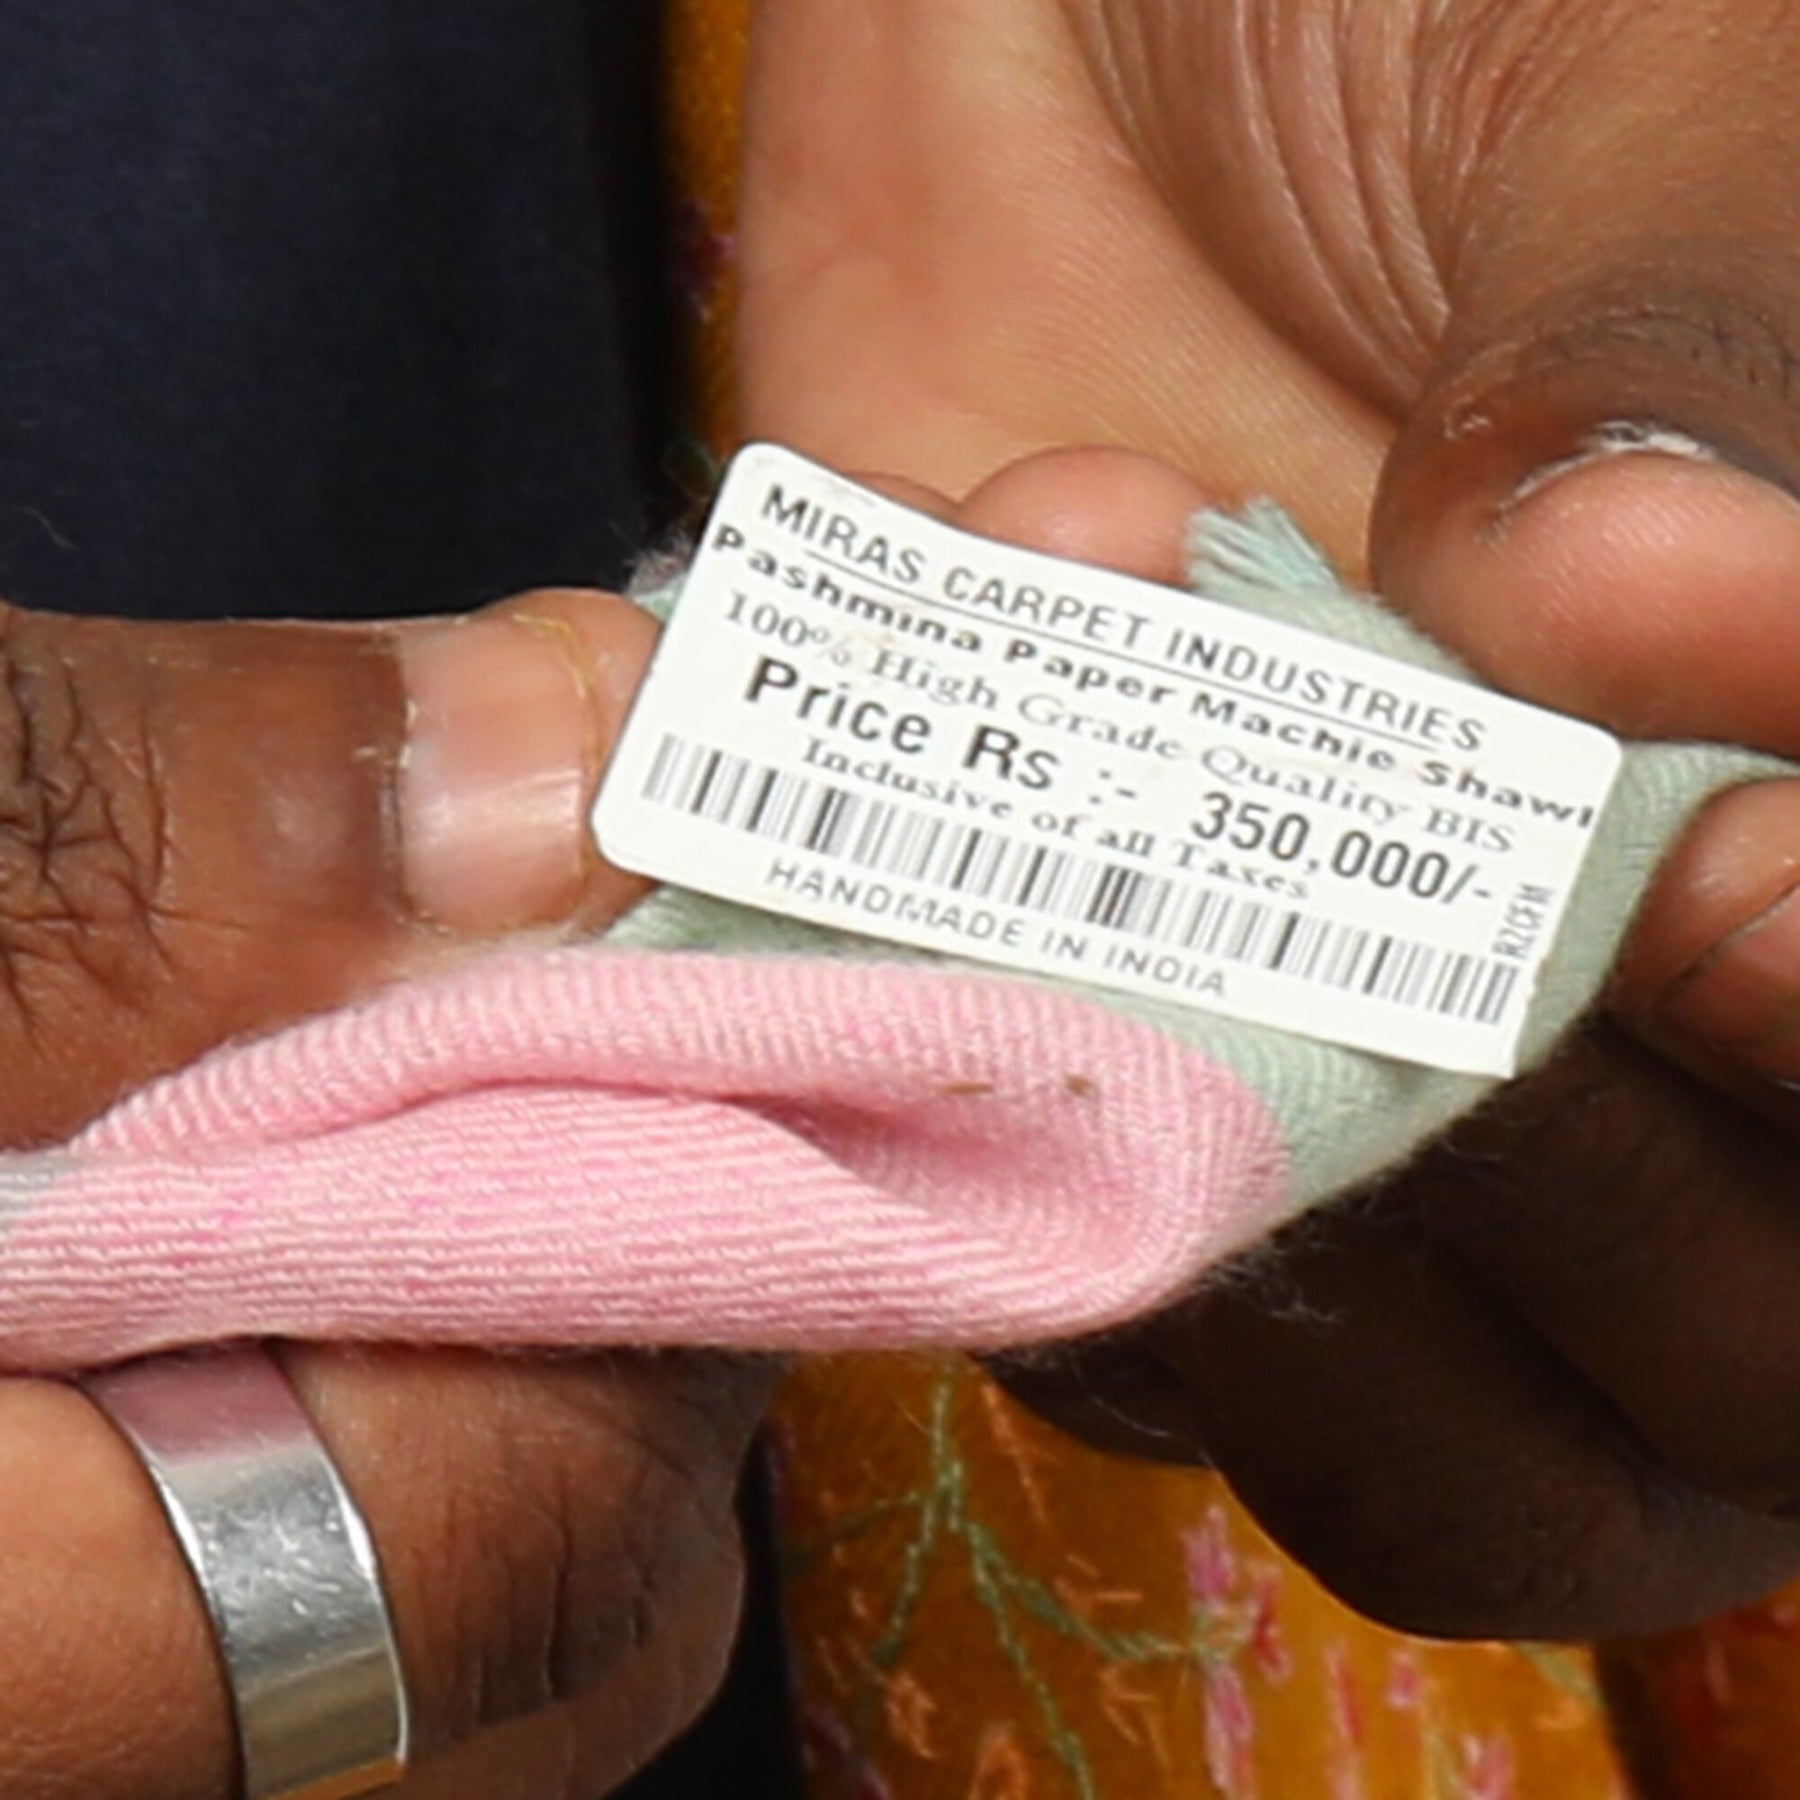 MIRAS CARPET INDUSTRIES
Pashmina Paper Machie Shawl
100% High Grade Quality BIS
Price Rs :- 350,000/-
Inclusive of all Taxes
HANDMADE IN INDIA